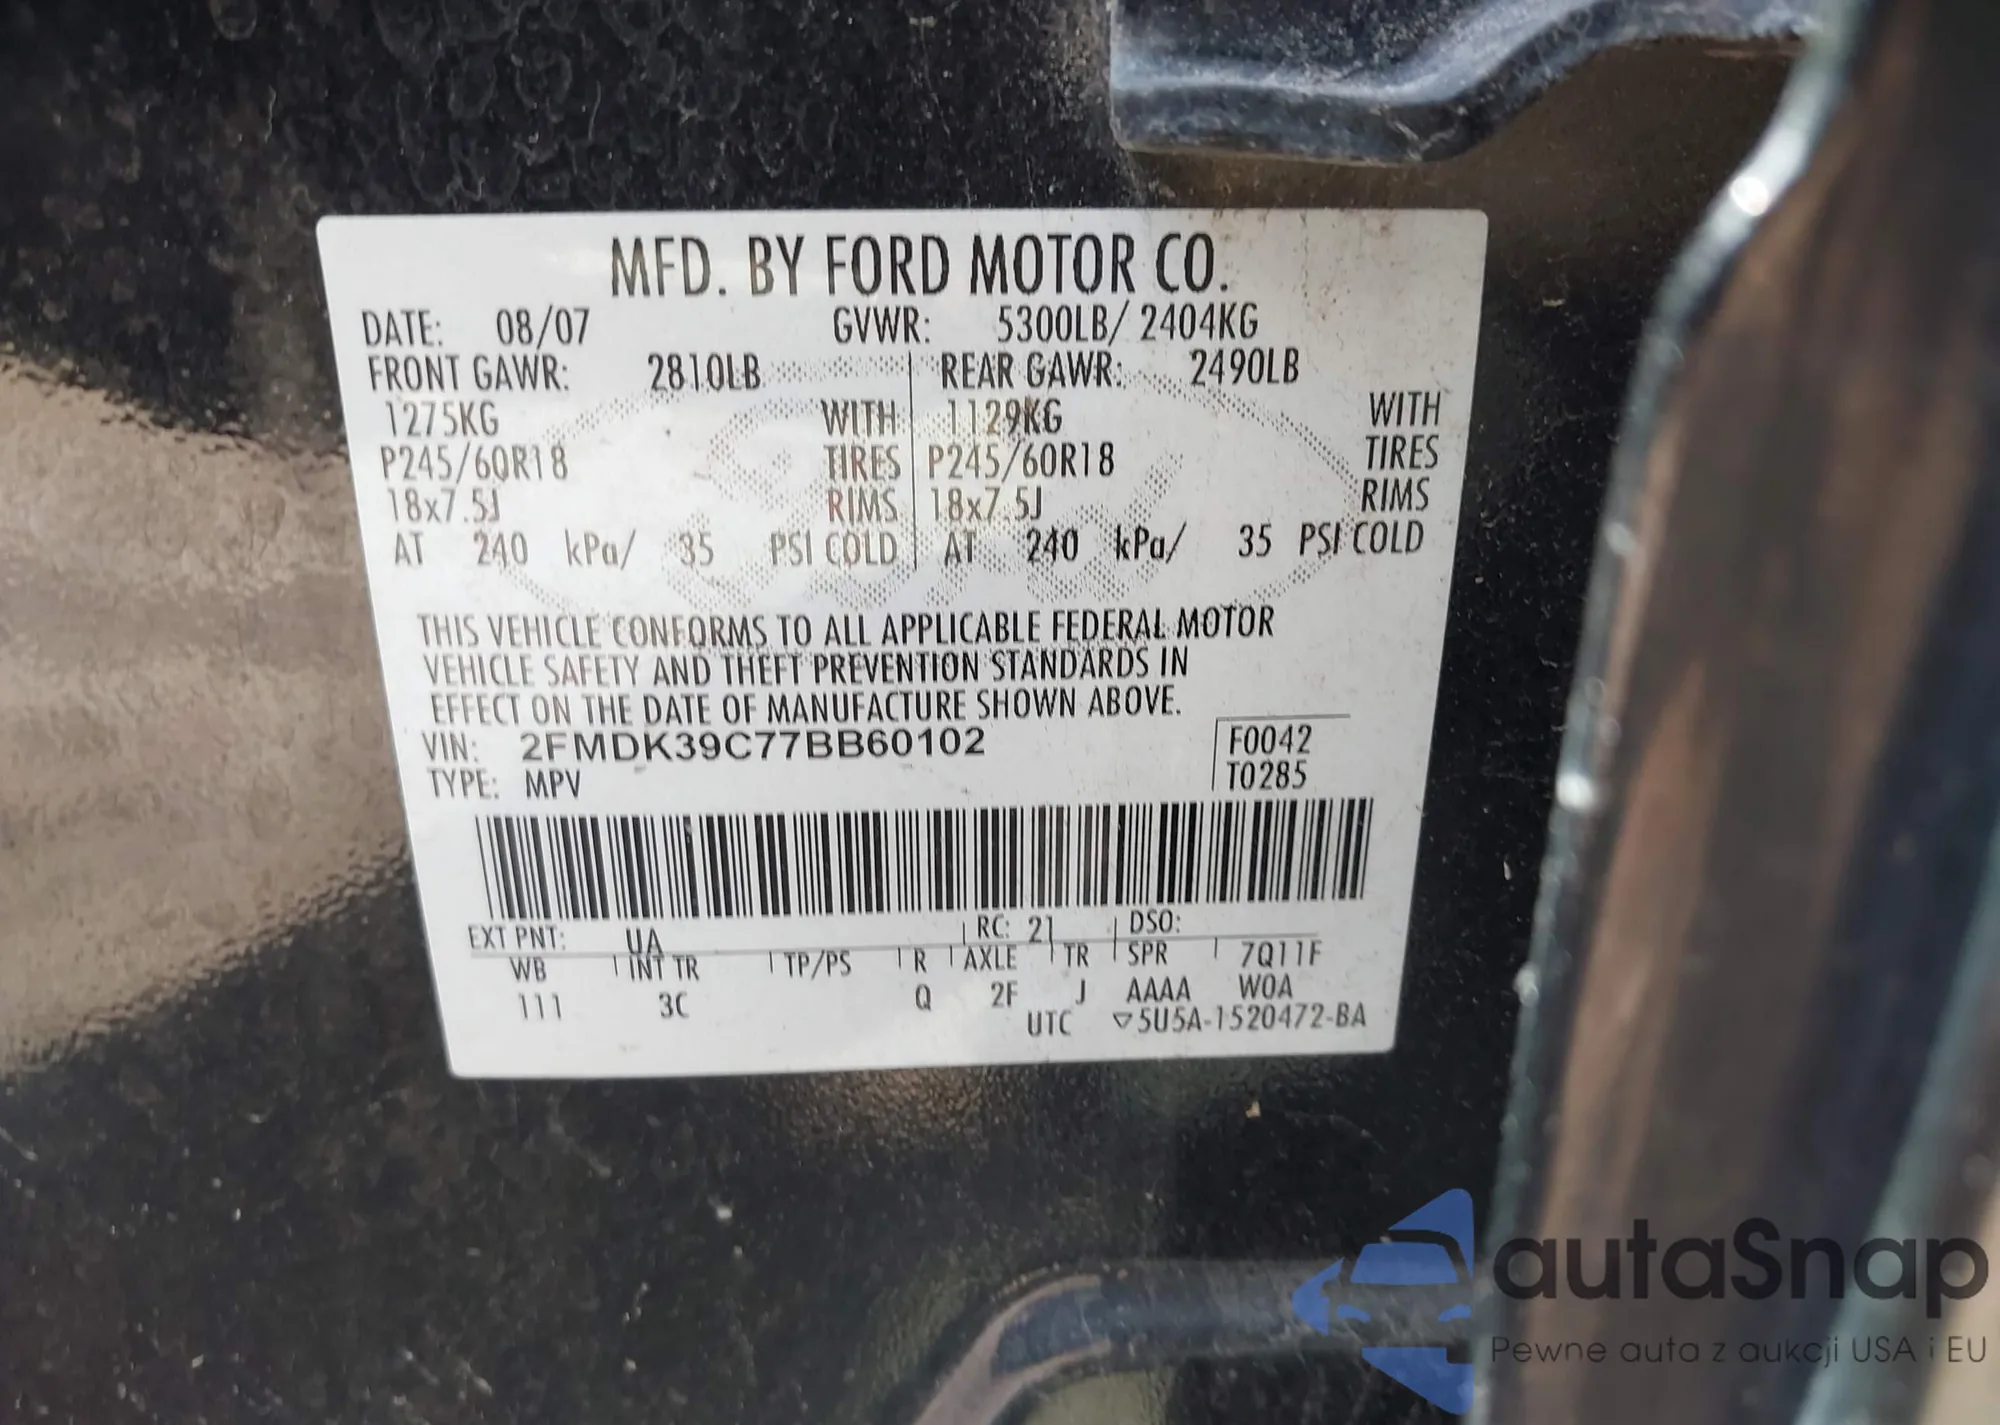 MFD. BY FORD MOTOR CO.
DATE: 08/07 GVWR: 5300LB/ 2404KG
FRONT GAWR: 2810LB REAR GAWR: 2490LB
1275KG WITH 1129KG WITH
P245/60R18 TIRES P245/60R18 TIRES
18x7.5J RIMS 18x7.5J RIMS
AT 240 kPa/ 35 PSI COLD AT 240 kPa/ 35 PSI COLD
THIS VEHICLE CONFORMS TO ALL APPLICABLE FEDERAL MOTOR
VEHICLE SAFETY AND THEFT PREVENTION STANDARDS IN
EFFECT ON THE DATE OF MANUFACTURE SHOWN ABOVE.
VIN: 2FMDK39C77BB60102 F0042
TYPE: MPV T0285
EXT PNT: UA RC: 21 DSO:
WB INT TR TP/PS R AXLE TR SPR 7Q11F
111 3C Q 2F J AAAA WOA
UTC ▽5U5A-1520472-BA
autaSnap
Pewne auta z aukcji USA i EU